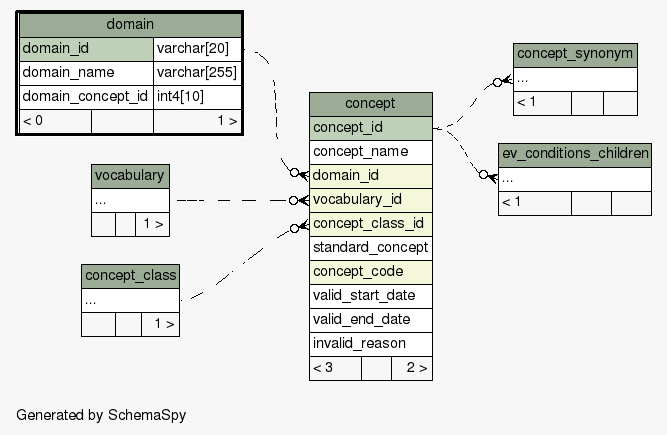 domain
domain_id varchar[20]
domain_name varchar[255]
domain_concept_id int4[10]
< 0 1 >
vocabulary
...
1 >
concept_class
...
1 >
concept
concept_id
concept_name
domain_id
vocabulary_id
concept_class_id
standard_concept
concept_code
valid_start_date
valid_end_date
invalid_reason
< 3 2 >
concept_synonym
...
< 1
ev_conditions_children
...
< 1
Generated by SchemaSpy